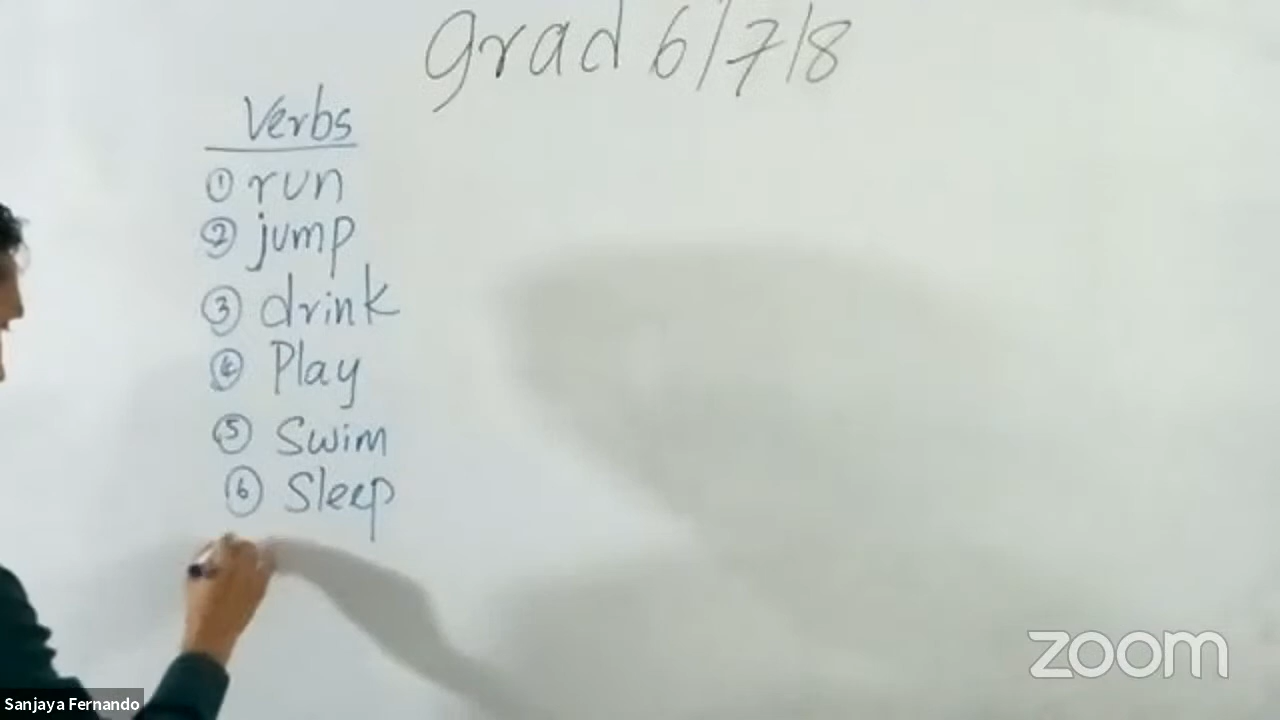 grad 6/7/8
Verbs
① run
② jump
③ drink
④ Play
⑤ Swim
⑥ Sleep
zoom
Sanjaya Fernando